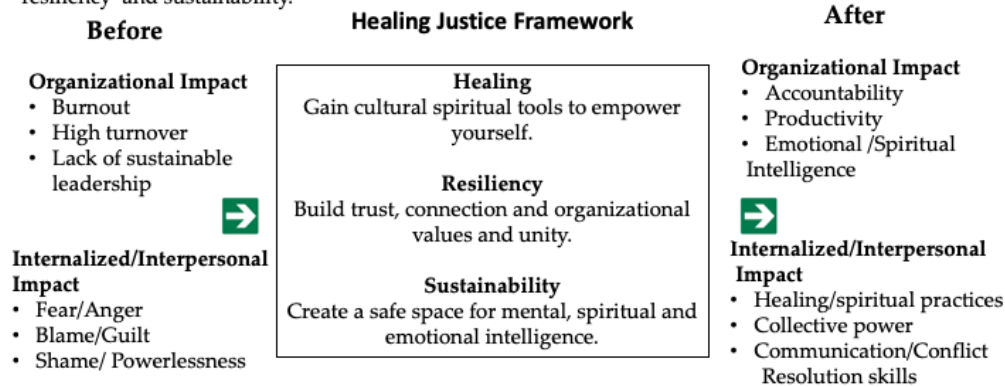 resiliency and sustainability.
Before
Organizational Impact
• Burnout
• High turnover
• Lack of sustainable
leadership
Internalized/Interpersonal
Impact
• Fear/Anger
• Blame/Guilt
• Shame/ Powerlessness
Healing Justice Framework
Healing
Gain cultural spiritual tools to empower
yourself.
Resiliency
Build trust, connection and organizational
values and unity.
Sustainability
Create a safe space for mental, spiritual and
emotional intelligence.
After
Organizational Impact
• Accountability
• Productivity
• Emotional /Spiritual
Intelligence
Internalized/Interpersonal
Impact
• Healing/spiritual practices
• Collective power
• Communication/Conflict
Resolution skills